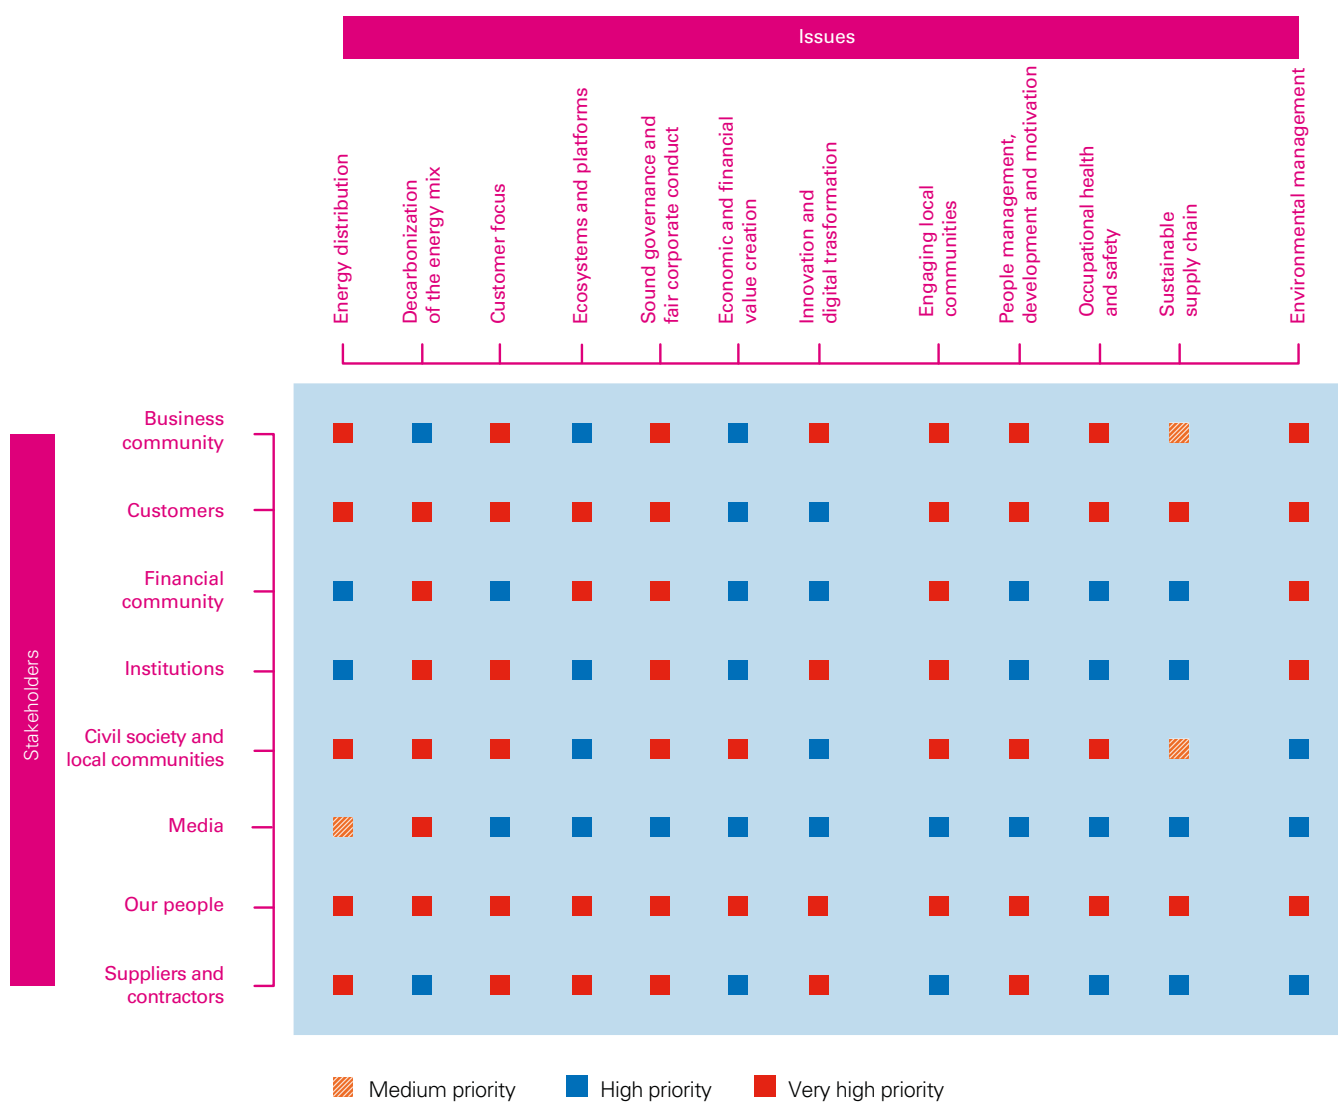 Issues
Energy distribution
Decarbonization
of the energy mix
Customer focus
Ecosystems and platforms
Sound governance and
fair corporate conduct
Economic and financial
value creation
Innovation and
digital trasformation
Engaging local
communities
People management,
development and motivation
Occupational health
and safety
Sustainable
supply chain
Environmental management
Stakeholders
Business
community
Customers
Financial
community
Institutions
Civil society and
local communities
Media
Our people
Suppliers and
contractors
Medium priority
High priority
Very high priority